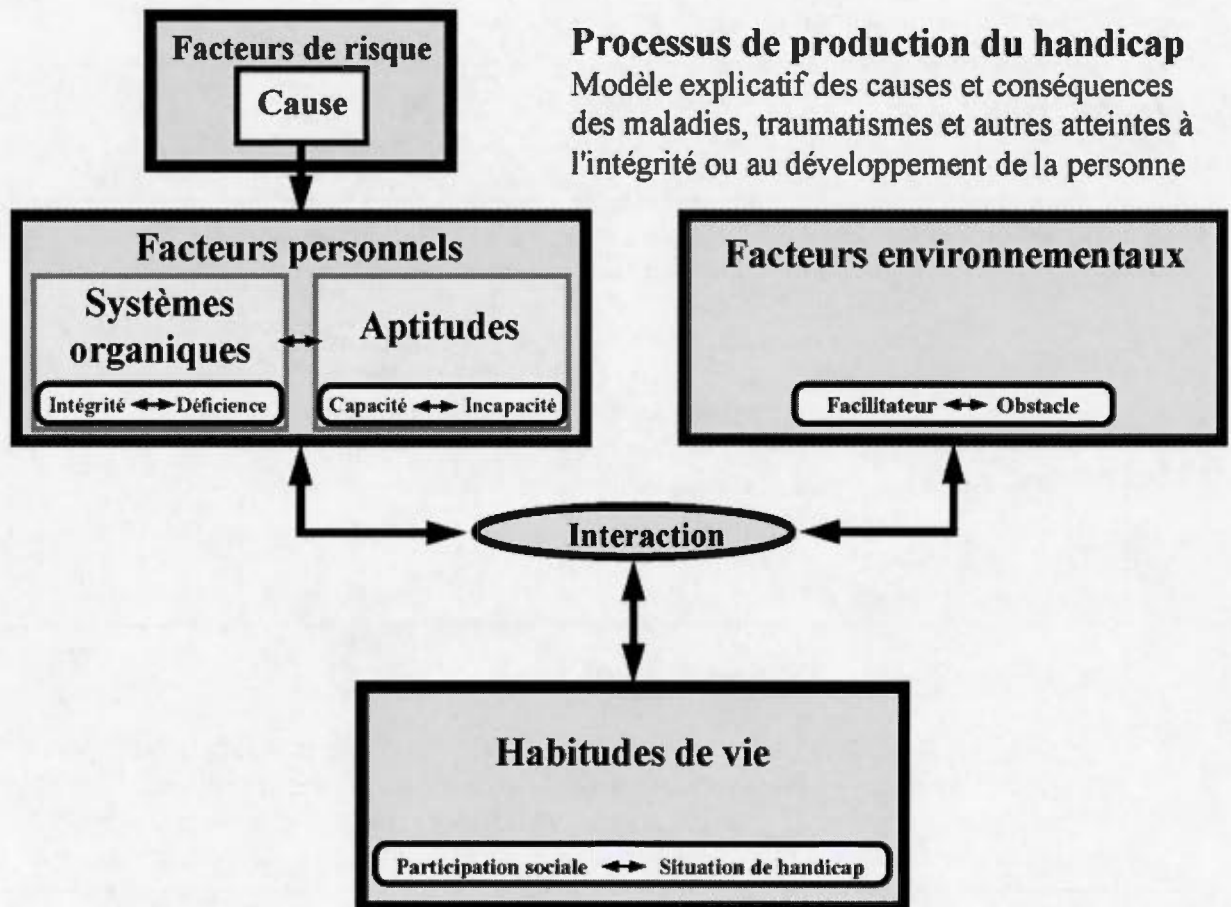 Facteurs de risque
Cause
Processus de production du handicap
Modèle explicatif des causes et conséquences
des maladies, traumatismes et autres atteintes à
l'intégrité ou au développement de la personne
Facteurs personnels
Systèmes
organiques
Intégrité Déficience
Aptitudes
Capacité Incapacité
Facteurs environnementaux
Facilitateur Obstacle
Interaction
Habitudes de vie
Participation sociale Situation de handicap